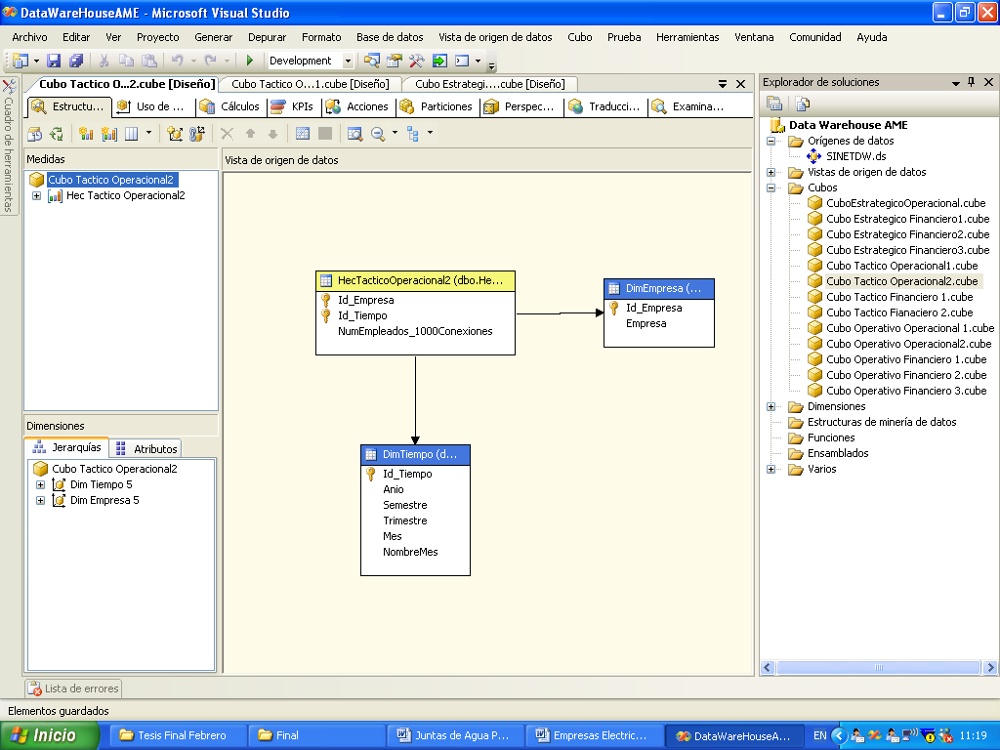 DataWareHouseAME - Microsoft Visual Studio
Archivo Editar Ver Proyecto Generar Depurar Formato Base de datos Vista de origen de datos Cubo Prueba Herramientas Ventana Comunidad Ayuda
Development
Cuadro de herramientas
Cubo Tactico O...2.cube [Diseño] Cubo Tactico O...1.cube [Diseño] Cubo Estrategi....cube [Diseño]
Estructu... Uso de ... Cálculos KPIs Acciones Particiones Perspec... Traducci... Examina...
Medidas
Cubo Tactico Operacional2
Hec Tactico Operacional2
Dimensiones
Jerarquías Atributos
Cubo Tactico Operacional2
Dim Tiempo 5
Dim Empresa 5
Vista de origen de datos
HecTacticoOperacional2 (dbo.He...
Id_Empresa
Id_Tiempo
NumEmpleados_1000Conexiones
DimEmpresa (...
Id_Empresa
Empresa
DimTiempo (d...
Id_Tiempo
Anio
Semestre
Trimestre
Mes
NombreMes
Explorador de soluciones
Data Warehouse AME
Orígenes de datos
SINETDW.ds
Vistas de origen de datos
Cubos
CuboEstrategicoOperacional.cube
Cubo Estrategico Financiero1.cube
Cubo Estrategico Financiero2.cube
Cubo Estrategico Financiero3.cube
Cubo Tactico Operacional1.cube
Cubo Tactico Operacional2.cube
Cubo Tactico Financiero 1.cube
Cubo Tactico Fianaciero 2.cube
Cubo Operativo Operacional 1.cube
Cubo Operativo Operacional2.cube
Cubo Operativo Financiero 1.cube
Cubo Operativo Financiero 2.cube
Cubo Operativo Financiero 3.cube
Dimensiones
Estructuras de minería de datos
Funciones
Ensamblados
Varios
Lista de errores
Elementos guardados
Inicio Tesis Final Febrero Final Juntas de Agua P... Empresas Electric... DataWareHouseA... EN 11:19